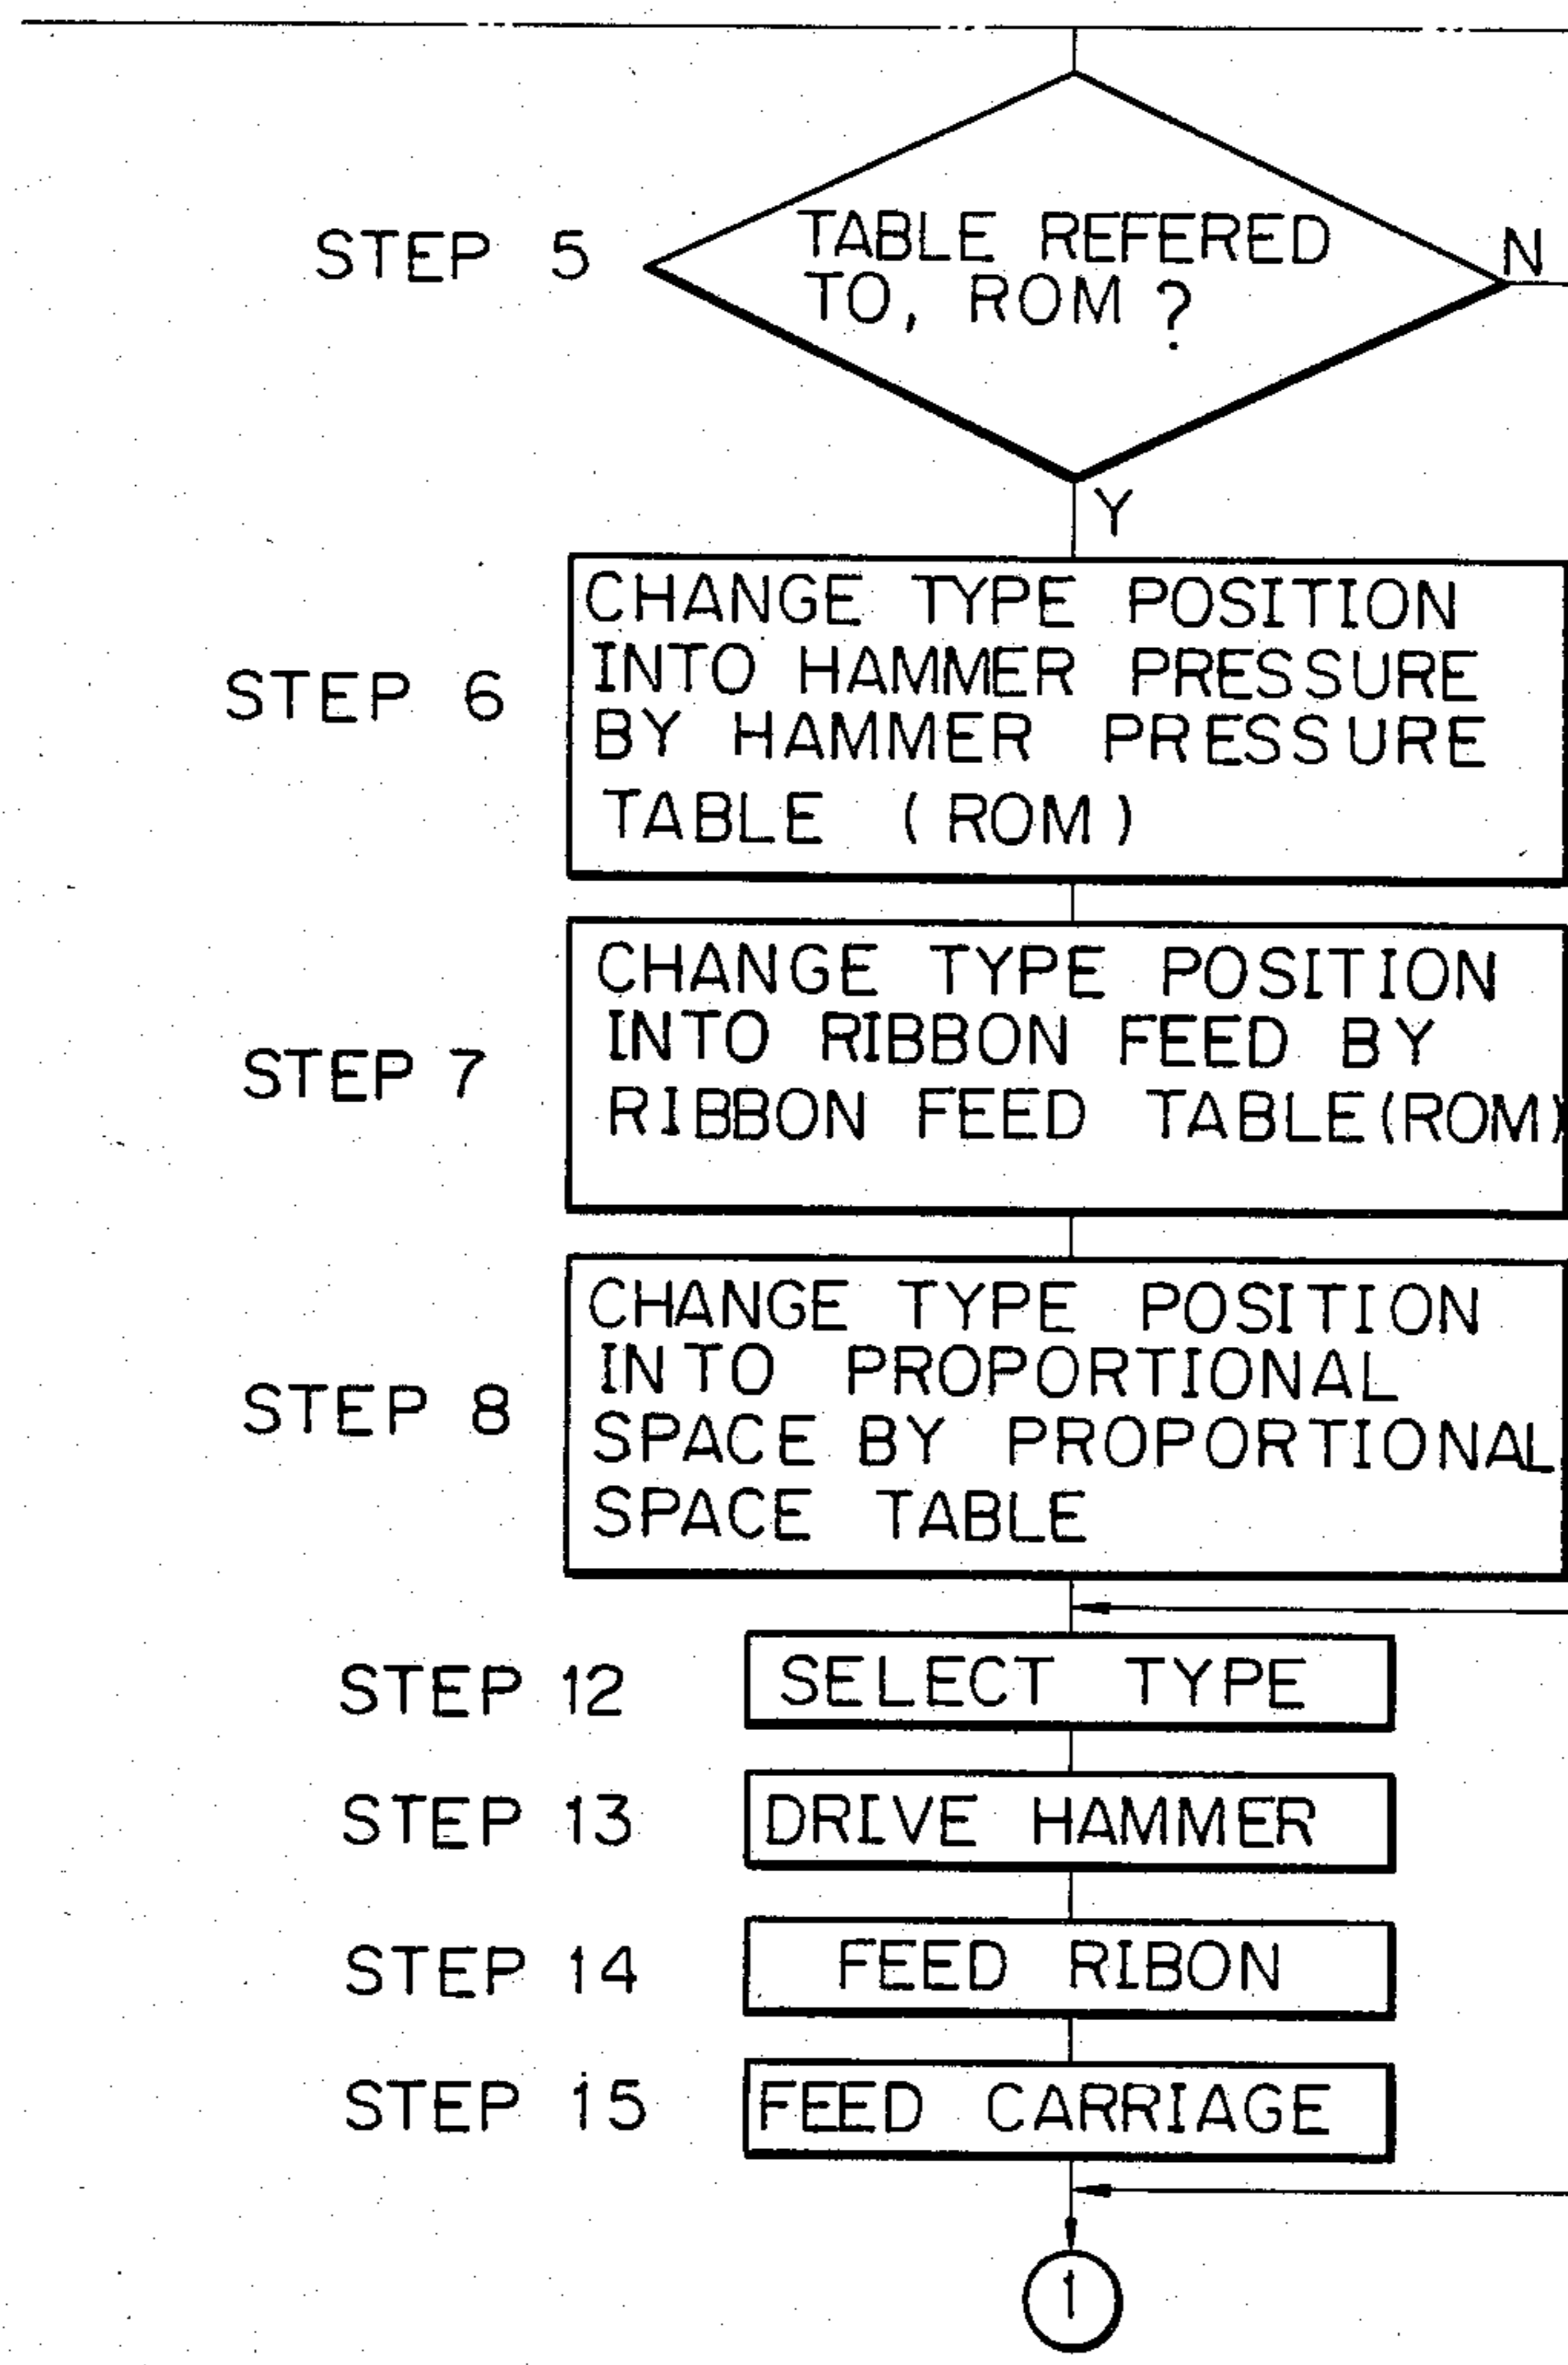 STEP 5
TABLE REFERED
TO, ROM ?
N
Y
STEP 6
CHANGE TYPE POSITION
INTO HAMMER PRESSURE
BY HAMMER PRESSURE
TABLE (ROM)
STEP 7
CHANGE TYPE POSITION
INTO RIBBON FEED BY
RIBBON FEED TABLE(ROM)
STEP 8
CHANGE TYPE POSITION
INTO PROPORTIONAL
SPACE BY PROPORTIONAL
SPACE TABLE
STEP 12
SELECT TYPE
STEP 13
DRIVE HAMMER
STEP 14
FEED RIBON
STEP 15
FEED CARRIAGE
1